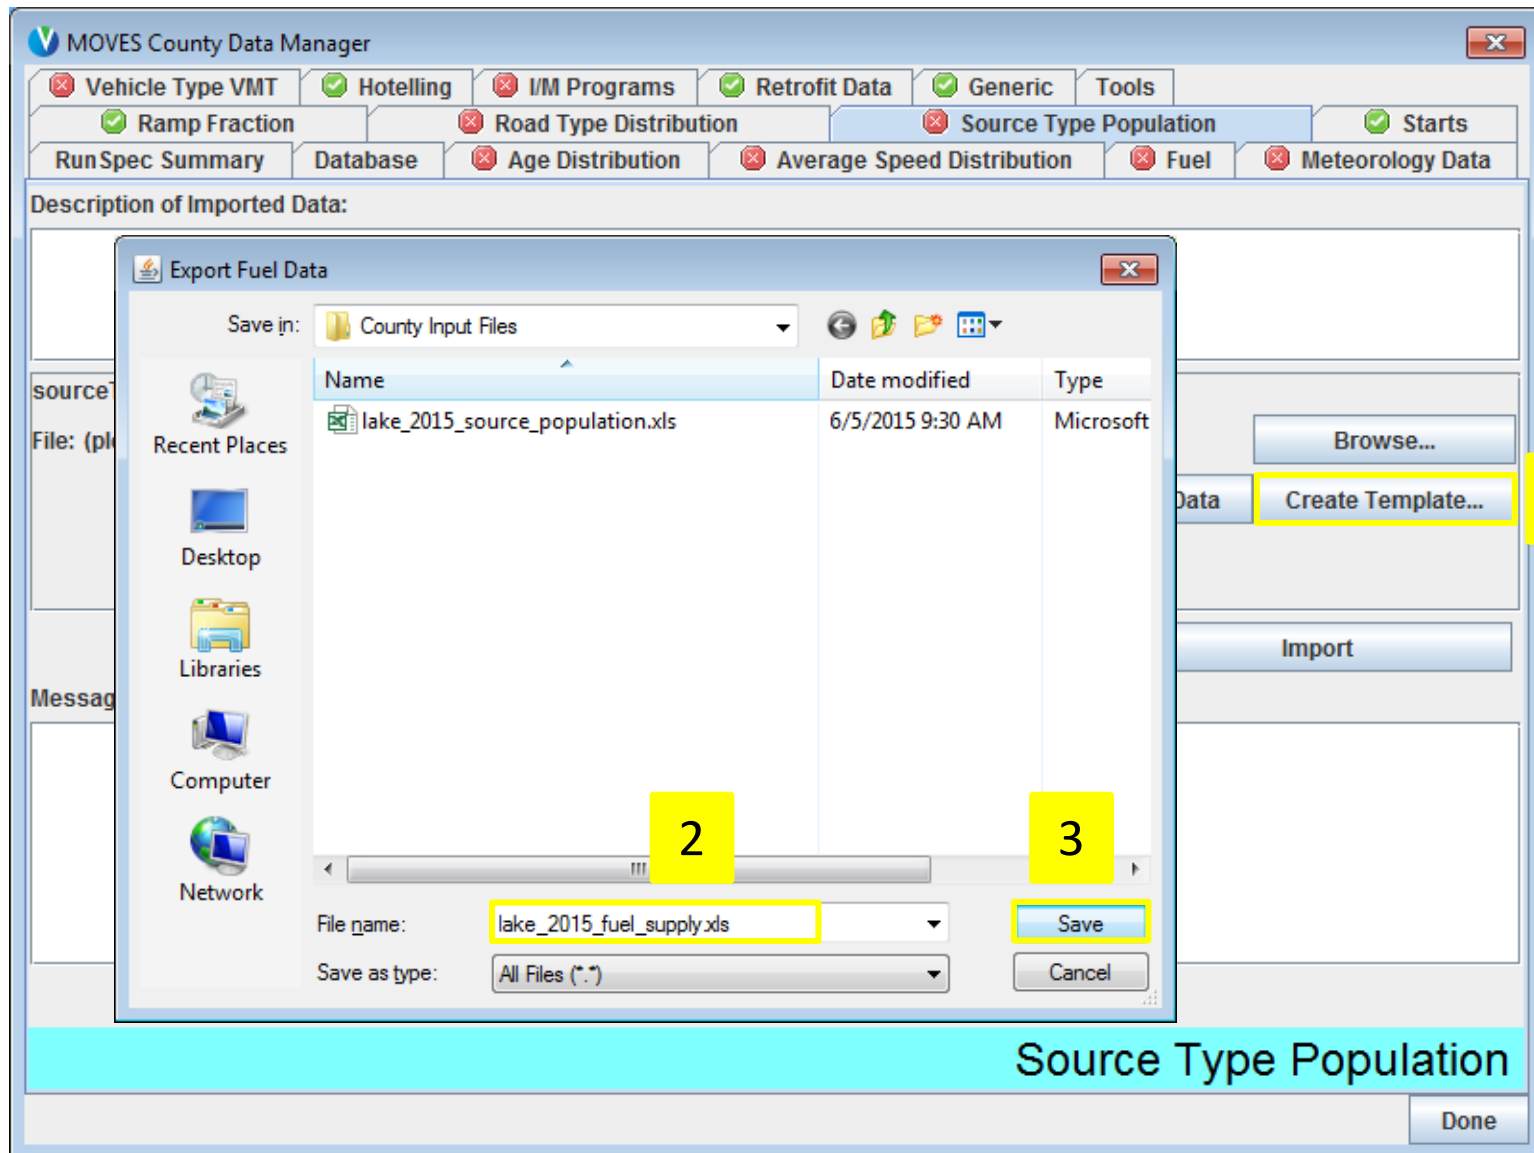 MOVES County Data Manager
Vehicle Type VMT Hotelling I/M Programs Retrofit Data Generic Tools
Ramp Fraction Road Type Distribution Source Type Population Starts
RunSpec Summary Database Age Distribution Average Speed Distribution Fuel Meteorology Data
Description of Imported Data:
Export Fuel Data
Save in: County Input Files
Name Date modified Type
lake_2015_source_population.xls 6/5/2015 9:30 AM Microsoft
Recent Places
Desktop
Libraries
Computer
Network
2
3
File name: lake_2015_fuel_supply.xls Save
Save as type: All Files (*.*) Cancel
File:
Browse...
Data Create Template...
Import
Source Type Population
Done